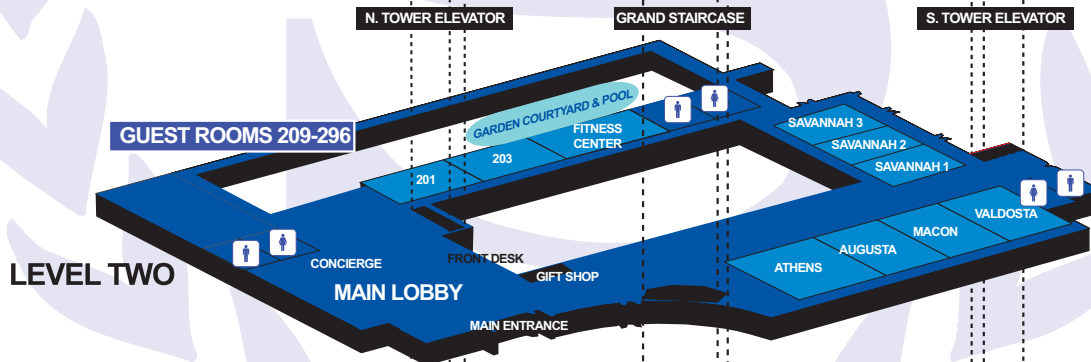 N. TOWER ELEVATOR
GRAND STAIRCASE
S. TOWER ELEVATOR
GARDEN COURTYARD & POOL
GUEST ROOMS 209-296
FITNESS
CENTER
203
201
SAVANNAH 3
SAVANNAH 2
SAVANNAH 1
VALDOSTA
MACON
AUGUSTA
ATHENS
LEVEL TWO
CONCIERGE
FRONT DESK
GIFT SHOP
MAIN LOBBY
MAIN ENTRANCE